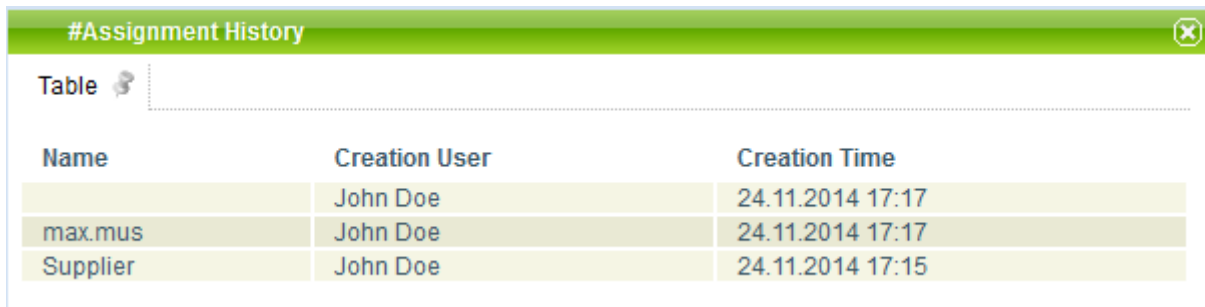 #Assignment History
Table
Name Creation User Creation Time
John Doe 24.11.2014 17:17
max.mus John Doe 24.11.2014 17:17
Supplier John Doe 24.11.2014 17:15